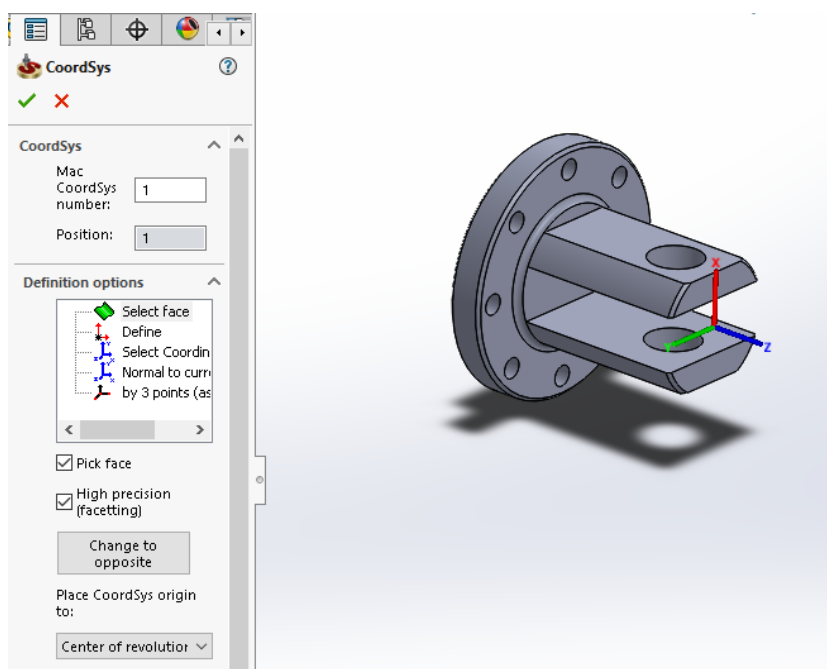 CoordSys
CoordSys
Mac
CoordSys
number:
1
Position:
1
Definition options
Select face
Define
Select Coordin
Normal to curr
by 3 points (as
Pick face
High precision
(facetting)
Change to
opposite
Place CoordSys origin
to:
Center of revolution
X
Y
Z